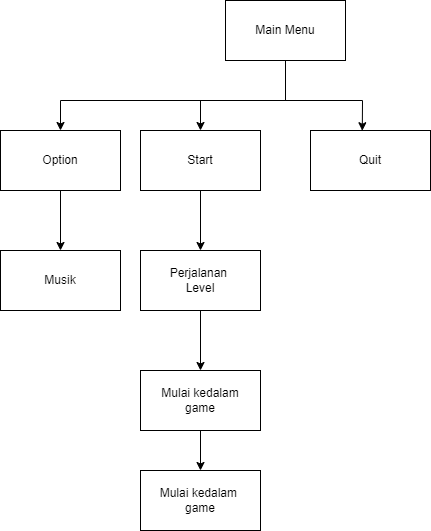 Main Menu
Option
Start
Quit
Musik
Perjalanan
Level
Mulai kedalam
game
Mulai kedalam
game